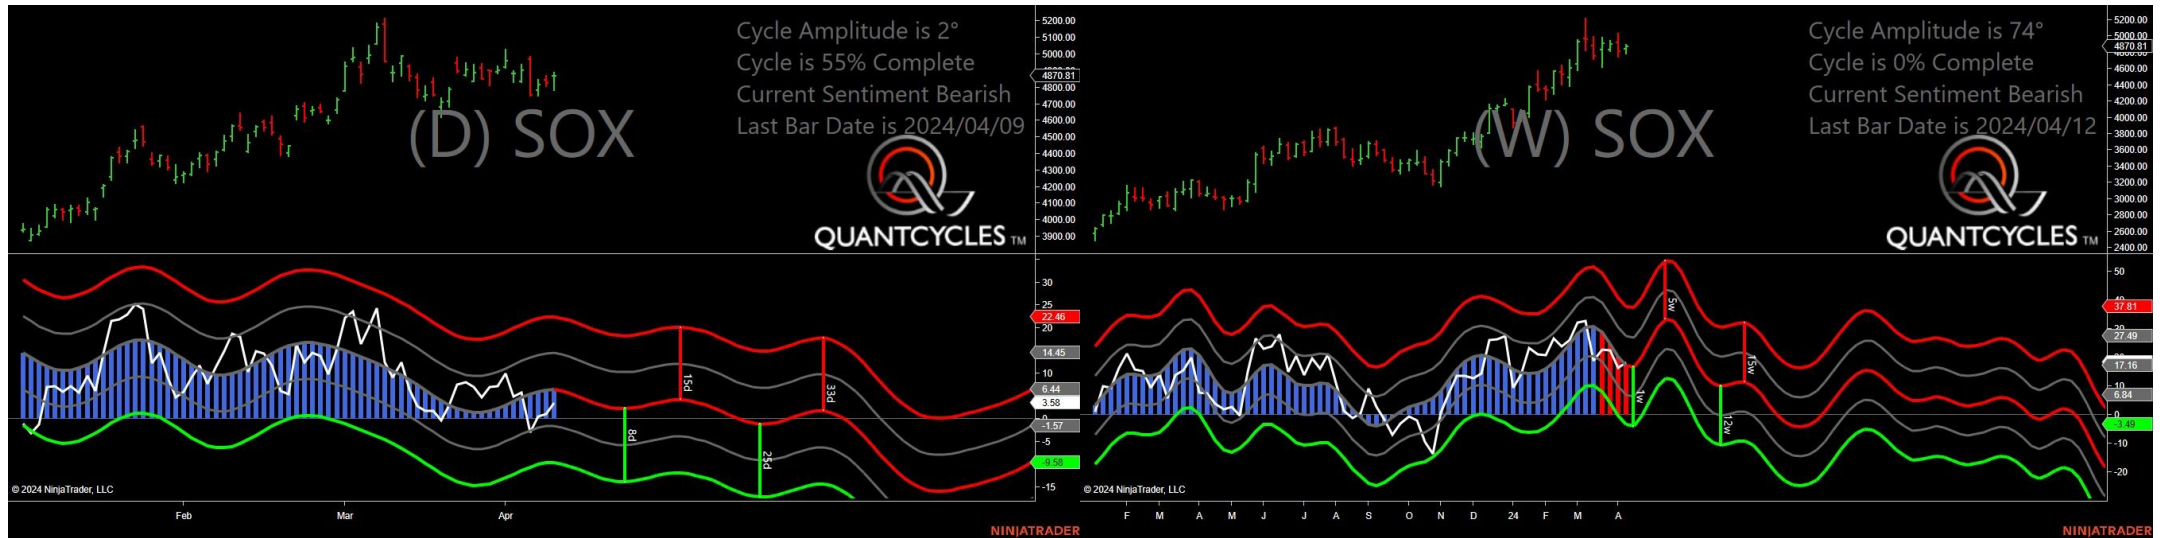 Cycle Amplitude is 2°
Cycle is 55% Complete
Current Sentiment Bearish
Last Bar Date is 2024/04/09
(D) SOX
QUANTCYCLES TM
5200.00
5100.00
5000.00
4870.81
4800.00
4700.00
4600.00
4500.00
4400.00
4300.00
4200.00
4100.00
4000.00
3900.00
30
25
22.46
20
14.45
10
6.44
3.58
0
-1.57
-5
-9.58
-15
15d
33d
8d
25d
© 2024 NinjaTrader, LLC
Feb Mar Apr
NINJATRADER
Cycle Amplitude is 74°
Cycle is 0% Complete
Current Sentiment Bearish
Last Bar Date is 2024/04/12
(W) SOX
QUANTCYCLES TM
5200.00
5000.00
4870.81
4600.00
4400.00
4200.00
4000.00
3800.00
3600.00
3400.00
3200.00
3000.00
2800.00
2600.00
2400.00
50
37.81
27.49
17.16
10
6.84
0
-3.49
-10
-20
5w
15w
1w
12w
© 2024 NinjaTrader, LLC
F M A M J J A S O N D 24 F M A
NINJATRADER